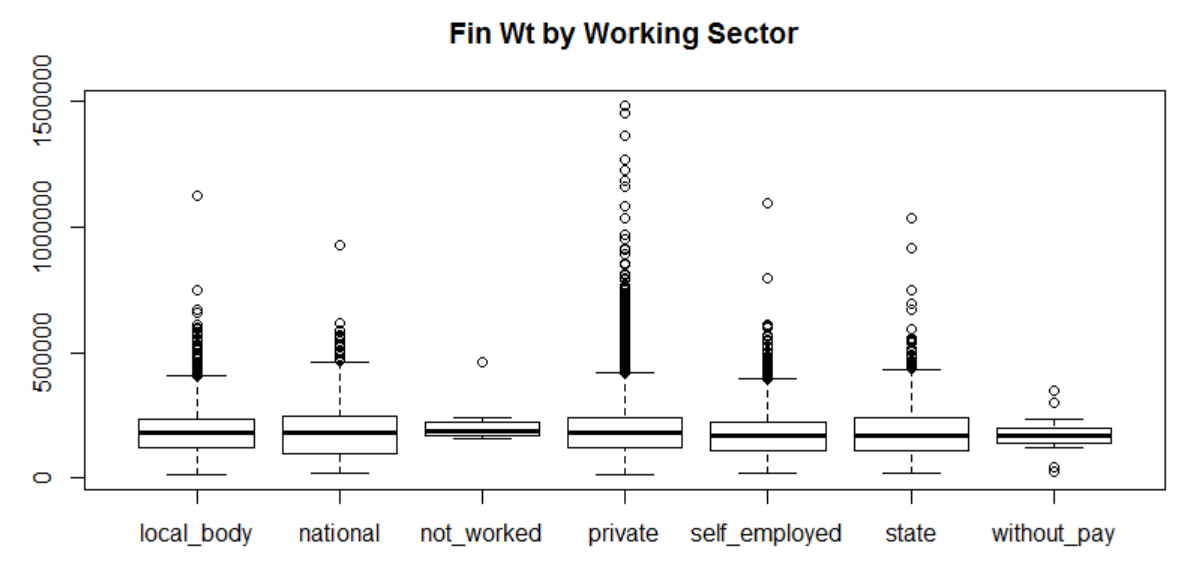 Fin Wt by Working Sector
1500000
1000000
500000
0
local_body national not_worked private self_employed state without_pay